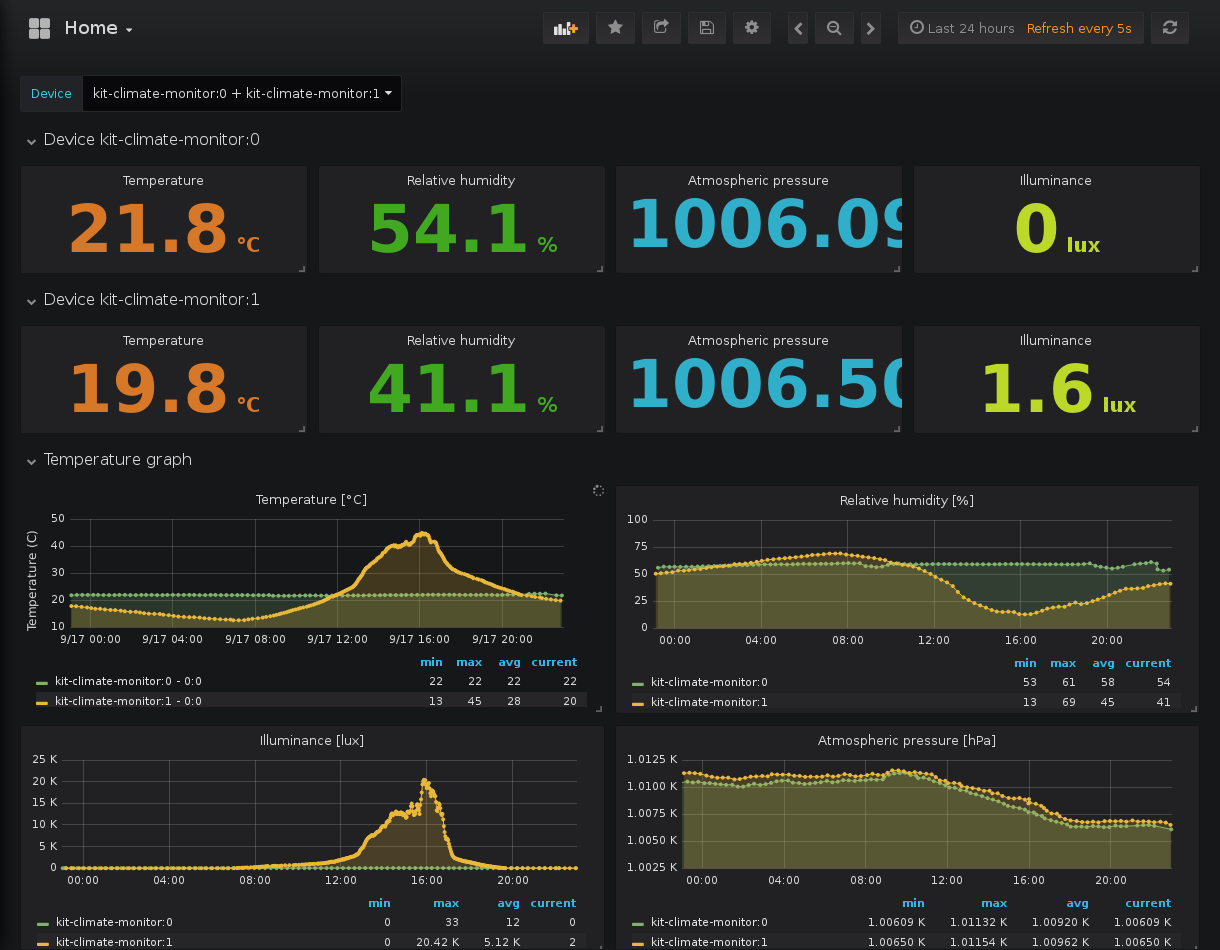 Home
Last 24 hours Refresh every 5s
Device kit-climate-monitor:0 + kit-climate-monitor:1
Device kit-climate-monitor:0
Temperature Relative humidity Atmospheric pressure Illuminance
21.8 °C 54.1 % 1006.09 0 lux
Device kit-climate-monitor:1
Temperature Relative humidity Atmospheric pressure Illuminance
19.8 °C 41.1 % 1006.50 1.6 lux
Temperature graph
Temperature [°C]
Temperature (C)
50
40
30
20
10
9/17 00:00 9/17 04:00 9/17 08:00 9/17 12:00 9/17 16:00 9/17 20:00
min max avg current
kit-climate-monitor:0 - 0:0 22 22 22 22
kit-climate-monitor:1 - 0:0 13 45 28 20
Relative humidity [%]
100
75
50
25
0
00:00 04:00 08:00 12:00 16:00 20:00
min max avg current
kit-climate-monitor:0 53 61 58 54
kit-climate-monitor:1 13 69 45 41
Illuminance [lux]
25 K
20 K
15 K
10 K
5 K
0
00:00 04:00 08:00 12:00 16:00 20:00
min max avg current
kit-climate-monitor:0 0 33 12 0
kit-climate-monitor:1 0 20.42 K 5.12 K 2
Atmospheric pressure [hPa]
1.0125 K
1.0100 K
1.0075 K
1.0050 K
1.0025 K
00:00 04:00 08:00 12:00 16:00 20:00
min max avg current
kit-climate-monitor:0 1.00609 K 1.01132 K 1.00920 K 1.00609 K
kit-climate-monitor:1 1.00650 K 1.01154 K 1.00962 K 1.00650 K